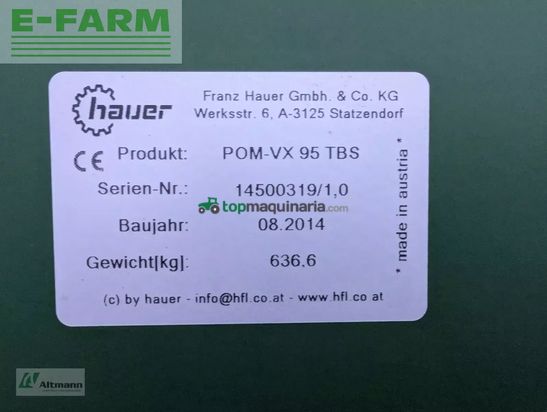 E-FARM
hauer
Franz Hauer Gmbh. & Co. KG
Werksstr. 6, A-3125 Statzendorf
CE Produkt: POM-VX 95 TBS
Serien-Nr.: 14500319/1,0
topmaquinaria.com
Baujahr: 08.2014
Gewicht[kg]: 636,6
* made in austria *
(c) by hauer - info@hfl.co.at - www.hfl.co.at
Altmann